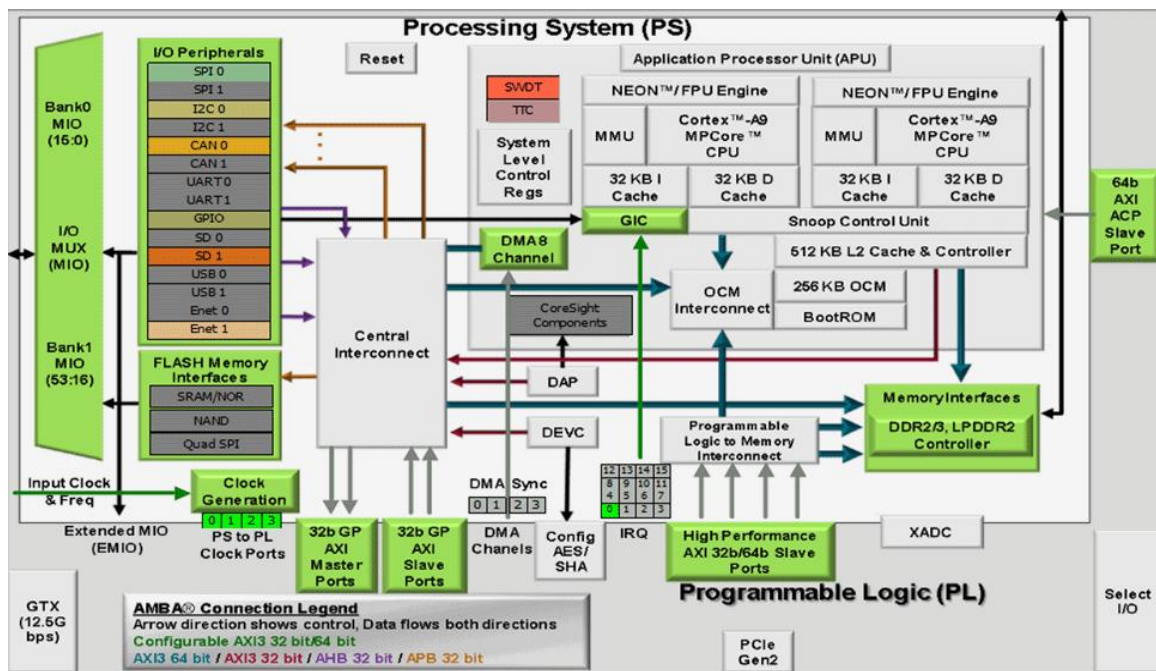 Processing System (PS)
Bank0
MIO
(15:0)
I/O
MUX
(MIO)
Bank1
MIO
(53:16)
I/O Peripherals
SPI 0
SPI 1
I2C 0
I2C 1
CAN 0
CAN 1
UART 0
UART 1
GPIO
SD 0
SD 1
USB 0
USB 1
Enet 0
Enet 1
FLASH Memory
Interfaces
SRAM/NOR
NAND
Quad SPI
Reset
Application Processor Unit (APU)
SWDT
TTC
System
Level
Control
Regs
NEON™/ FPU Engine
MMU
Cortex™-A9
MPCore™
CPU
32 KB I
Cache
32 KB D
Cache
NEON™/ FPU Engine
MMU
Cortex™-A9
MPCore™
CPU
32 KB I
Cache
32 KB D
Cache
GIC
Snoop Control Unit
DMA8
Channel
512 KB L2 Cache & Controller
OCM
Interconnect
256 KB OCM
BootROM
CoreSight
Components
Central
Interconnect
DAP
DEVC
Programmable
Logic to Memory
Interconnect
Memory Interfaces
DDR2/3, LPDDR2
Controller
64b
AXI
ACP
Slave
Port
Input Clock
& Freq
Clock
Generation
0 1 2 3
PS to PL
Clock Ports
Extended MIO
(EMIO)
32b GP
AXI
Master
Ports
32b GP
AXI
Slave
Ports
DMA Sync
0 1 2 3
DMA
Channels
Config
AES/
SHA
12 13 14 15
8 9 10 11
4 5 6 7
0 1 2 3
IRQ
High Performance
AXI 32b/64b Slave
Ports
XADC
Programmable Logic (PL)
GTX
(12.5G
bps)
AMBA® Connection Legend
Arrow direction shows control, Data flows both directions
Configurable AXI3 32 bit/64 bit
AXI3 64 bit / AXI3 32 bit / AHB 32 bit / APB 32 bit
PCIe
Gen2
Select
I/O